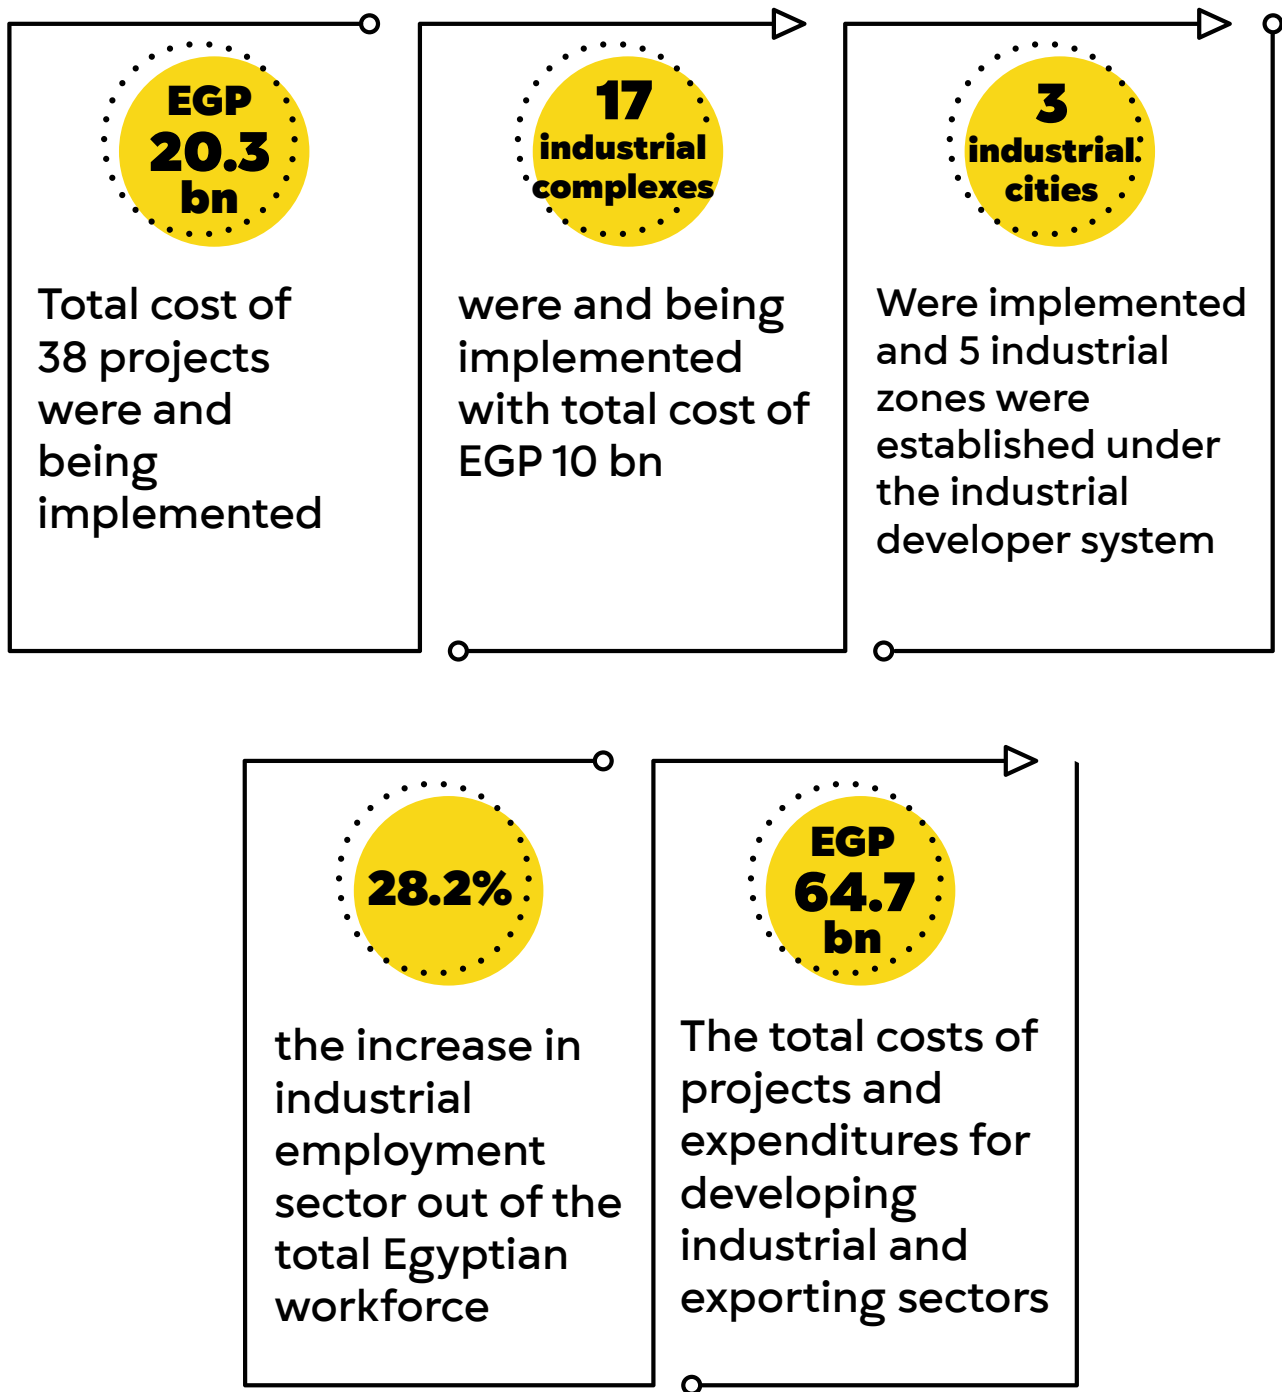 EGP
20.3
bn
Total cost of
38 projects
were and
being
implemented
17
industrial
complexes
were and being
implemented
with total cost of
EGP 10 bn
3
industrial
cities
Were implemented
and 5 industrial
zones were
established under
the industrial
developer system
28.2%
the increase in
industrial
employment
sector out of the
total Egyptian
workforce
EGP
64.7
bn
The total costs of
projects and
expenditures for
developing
industrial and
exporting sectors